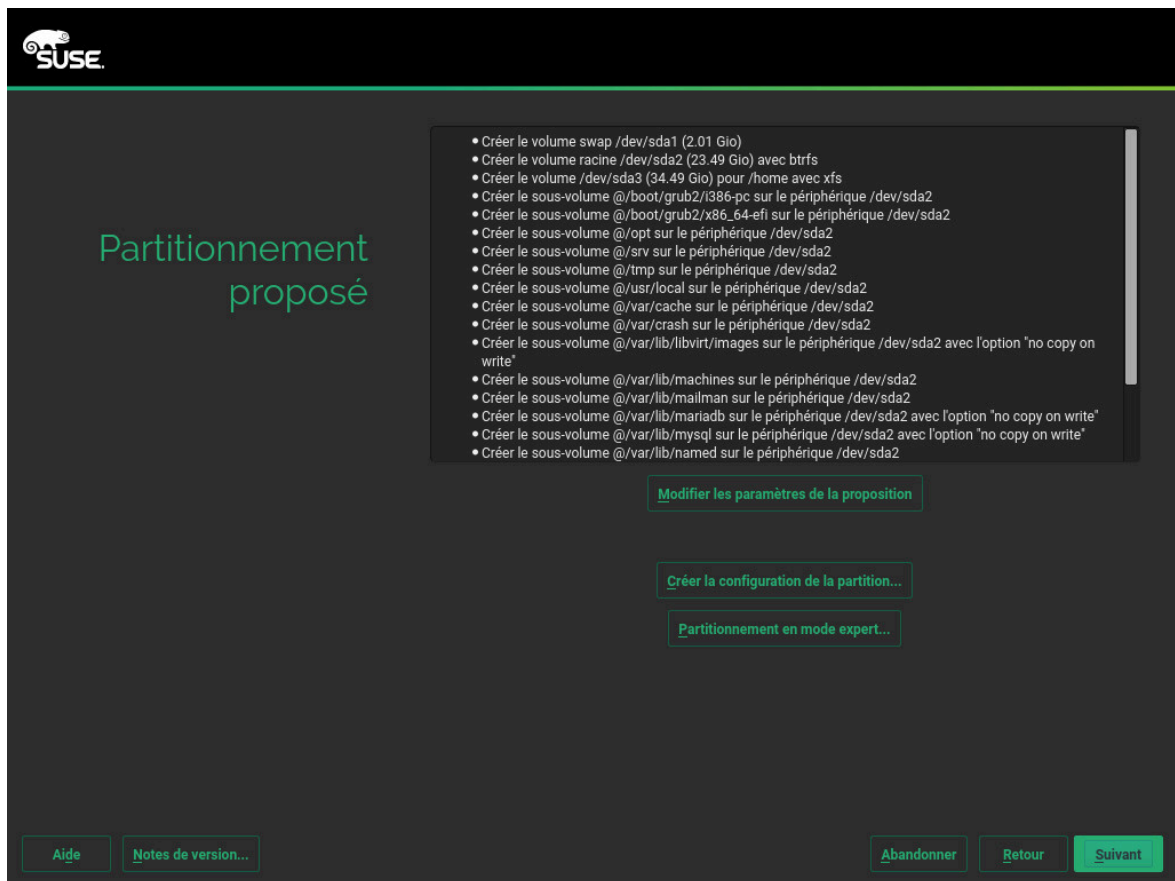 SUSE.
Partitionnement
proposé
Créer le volume swap /dev/sda1 (2.01 Gio)
Créer le volume racine /dev/sda2 (23.49 Gio) avec btrfs
Créer le volume /dev/sda3 (34.49 Gio) pour /home avec xfs
Créer le sous-volume @/boot/grub2/i386-pc sur le périphérique /dev/sda2
Créer le sous-volume @/boot/grub2/x86_64-efi sur le périphérique /dev/sda2
Créer le sous-volume @/opt sur le périphérique /dev/sda2
Créer le sous-volume @/srv sur le périphérique /dev/sda2
Créer le sous-volume @/tmp sur le périphérique /dev/sda2
Créer le sous-volume @/usr/local sur le périphérique /dev/sda2
Créer le sous-volume @/var/cache sur le périphérique /dev/sda2
Créer le sous-volume @/var/crash sur le périphérique /dev/sda2
Créer le sous-volume @/var/lib/libvirt/images sur le périphérique /dev/sda2 avec l'option "no copy on
write"
Créer le sous-volume @/var/lib/machines sur le périphérique /dev/sda2
Créer le sous-volume @/var/lib/mailman sur le périphérique /dev/sda2
Créer le sous-volume @/var/lib/mariadb sur le périphérique /dev/sda2 avec l'option "no copy on write"
Créer le sous-volume @/var/lib/mysql sur le périphérique /dev/sda2 avec l'option "no copy on write"
Créer le sous-volume @/var/lib/named sur le périphérique /dev/sda2
Modifier les paramètres de la proposition
Créer la configuration de la partition...
Partitionnement en mode expert...
Aide
Notes de version...
Abandonner
Retour
Suivant